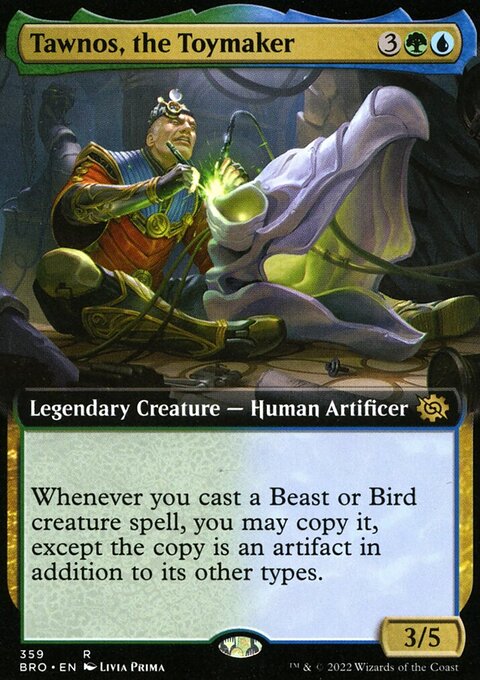 Tawnos, the Toymaker 3
Legendary Creature — Human Artificer
Whenever you cast a Beast or Bird
creature spell, you may copy it,
except the copy is an artifact in
addition to its other types.
3/5
359 R
BRO • EN LIVIA PRIMA
™ & © 2022 Wizards of the Coast